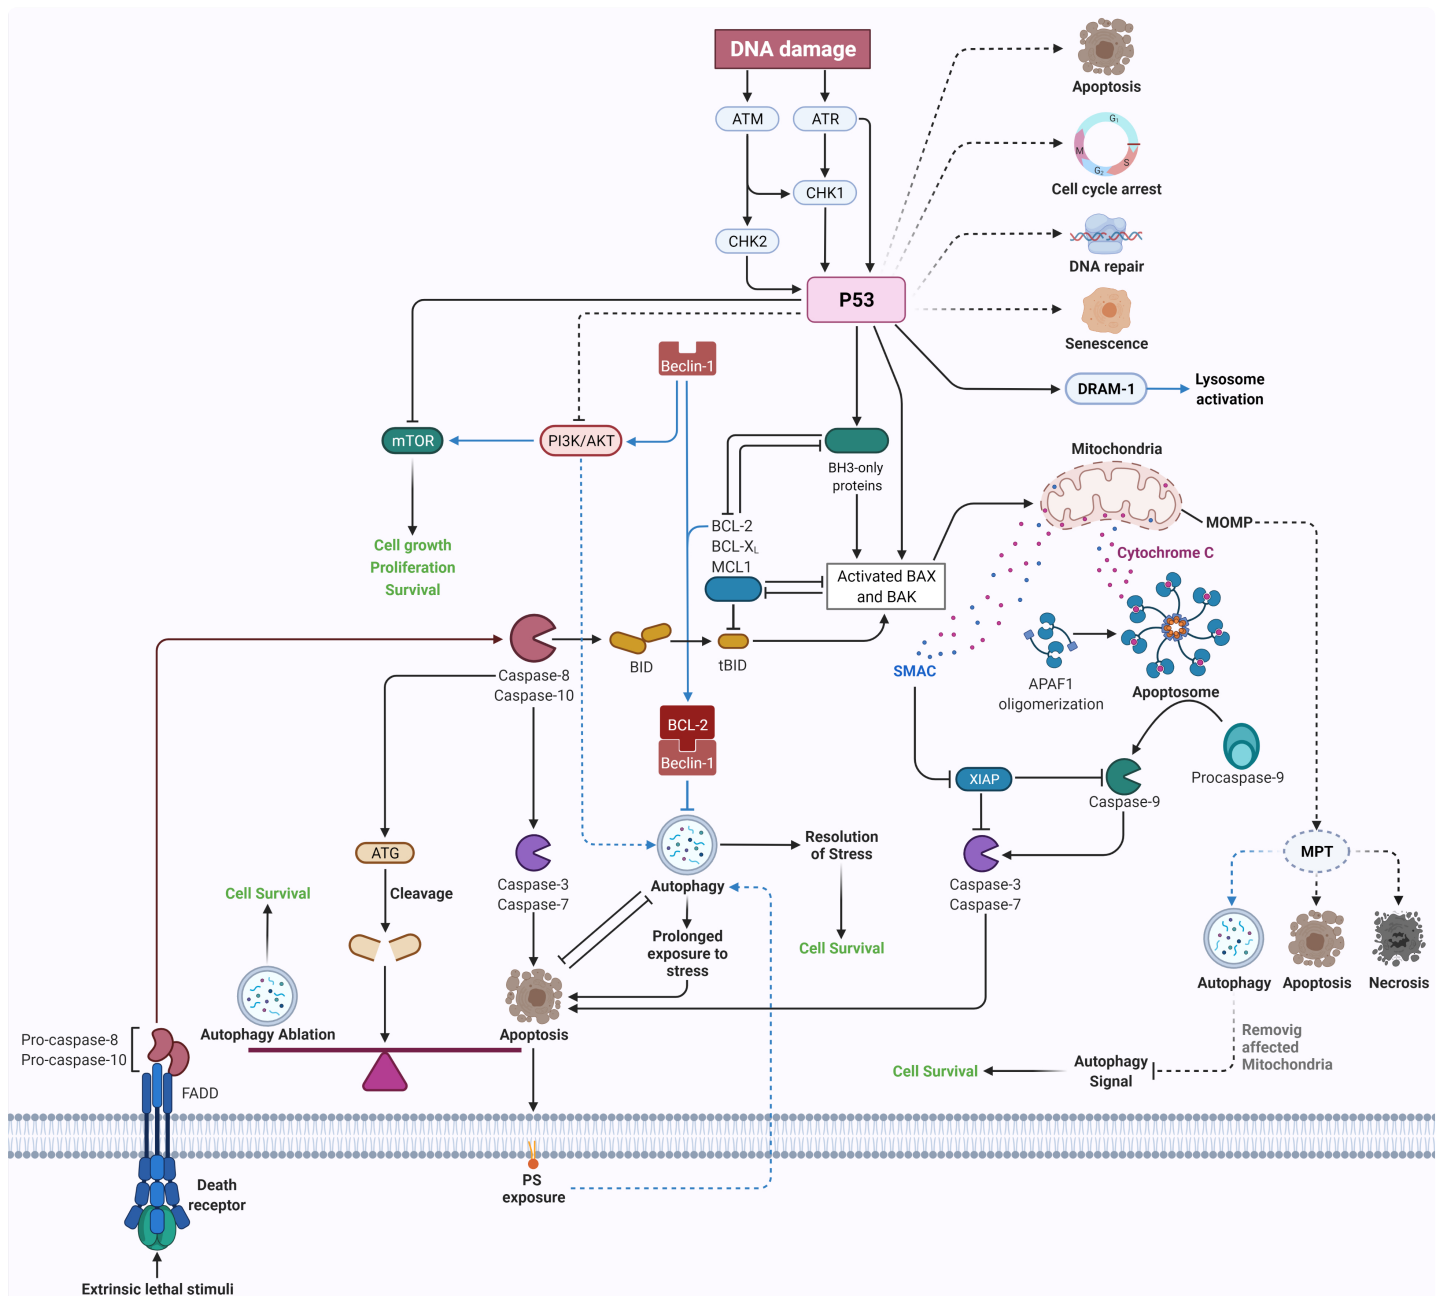 DNA damage
ATM
ATR
CHK1
CHK2
P53
Apoptosis
G1
M
S
G2
Cell cycle arrest
DNA repair
Senescence
DRAM-1
Lysosome
activation
Beclin-1
mTOR
PI3K/AKT
BH3-only
proteins
Cell growth
Proliferation
Survival
BCL-2
BCL-XL
MCL1
Activated BAX
and BAK
Mitochondria
MOMP
Cytochrome C
SMAC
APAF1
oligomerization
Apoptosome
Procaspase-9
Caspase-8
Caspase-10
BID
tBID
BCL-2
Beclin-1
XIAP
Caspase-9
ATG
Cleavage
Caspase-3
Caspase-7
Autophagy
Resolution
of Stress
Cell Survival
Prolonged
exposure to
stress
Caspase-3
Caspase-7
MPT
Autophagy
Apoptosis
Necrosis
Removig
affected
Mitochondria
Autophagy
Signal
Cell Survival
Cell Survival
Autophagy Ablation
Apoptosis
Pro-caspase-8
Pro-caspase-10
FADD
Death
receptor
PS
exposure
Extrinsic lethal stimuli